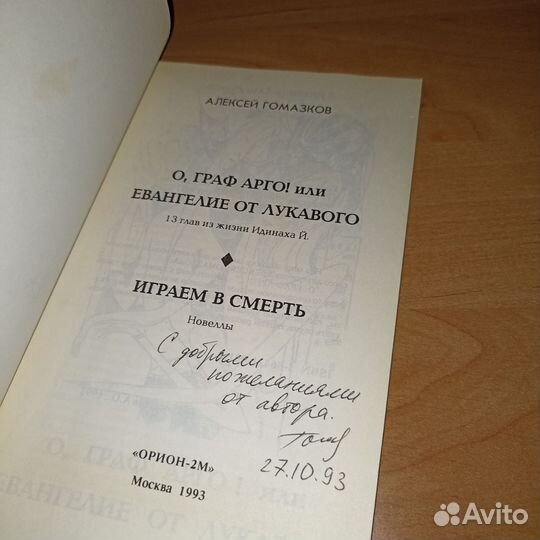 АЛЕКСЕЙ ГОМАЗКОВ
О, ГРАФ АРГО! или
ЕВАНГЕЛИЕ ОТ ЛУКАВОГО
13 глав из жизни Идинаха Й.
ИГРАЕМ В СМЕРТЬ
Новеллы
С добрыми
пожеланиями
от автора.
27.10.93
«ОРИОН-2М»
Москва 1993
Avito